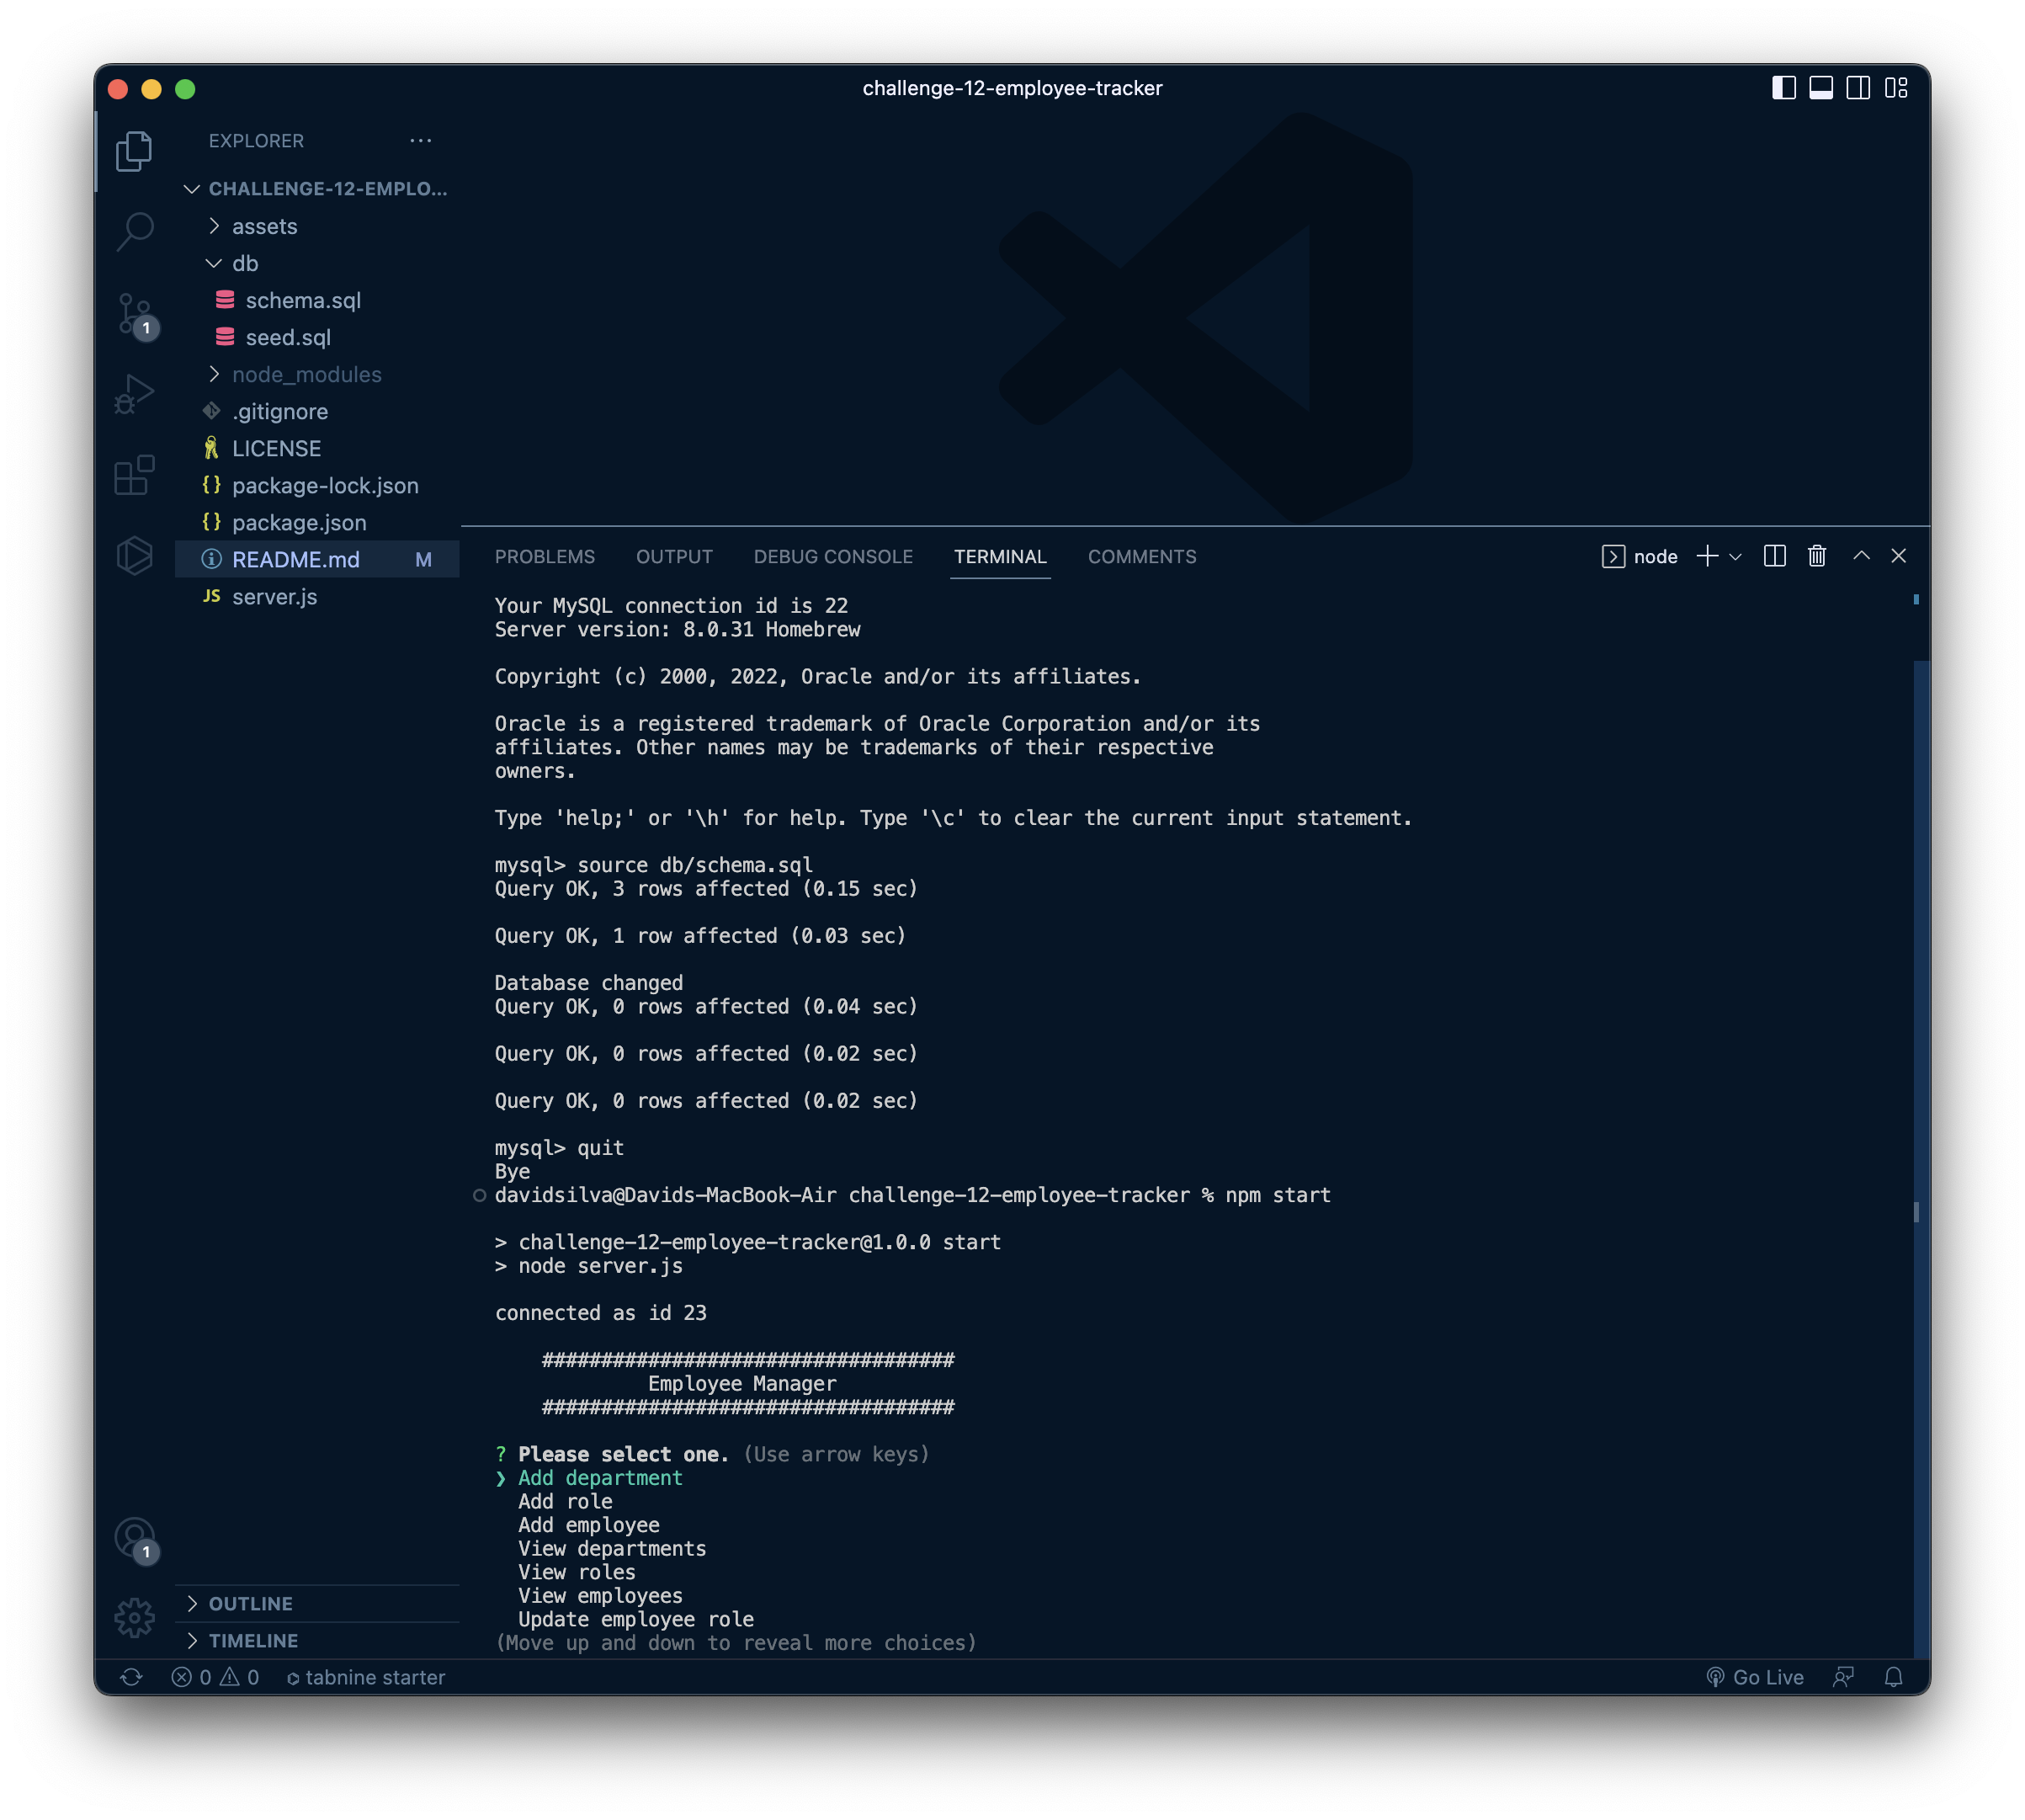 challenge-12-employee-tracker
EXPLORER
CHALLENGE-12-EMPLO...
assets
db
schema.sql
seed.sql
node_modules
.gitignore
LICENSE
{} package-lock.json
{} package.json
README.md M
JS server.js
OUTLINE
TIMELINE
1
1
PROBLEMS OUTPUT DEBUG CONSOLE TERMINAL COMMENTS
node
Your MySQL connection id is 22
Server version: 8.0.31 Homebrew
Copyright (c) 2000, 2022, Oracle and/or its affiliates.
Oracle is a registered trademark of Oracle Corporation and/or its
affiliates. Other names may be trademarks of their respective
owners.
Type 'help;' or '\h' for help. Type '\c' to clear the current input statement.
mysql> source db/schema.sql
Query OK, 3 rows affected (0.15 sec)
Query OK, 1 row affected (0.03 sec)
Database changed
Query OK, 0 rows affected (0.04 sec)
Query OK, 0 rows affected (0.02 sec)
Query OK, 0 rows affected (0.02 sec)
mysql> quit
Bye
davidsilva@Davids-MacBook-Air challenge-12-employee-tracker % npm start
> challenge-12-employee-tracker@1.0.0 start
> node server.js
connected as id 23
###################################
Employee Manager
###################################
? Please select one. (Use arrow keys)
❯ Add department
Add role
Add employee
View departments
View roles
View employees
Update employee role
(Move up and down to reveal more choices)
0 0 tabnine starter
Go Live